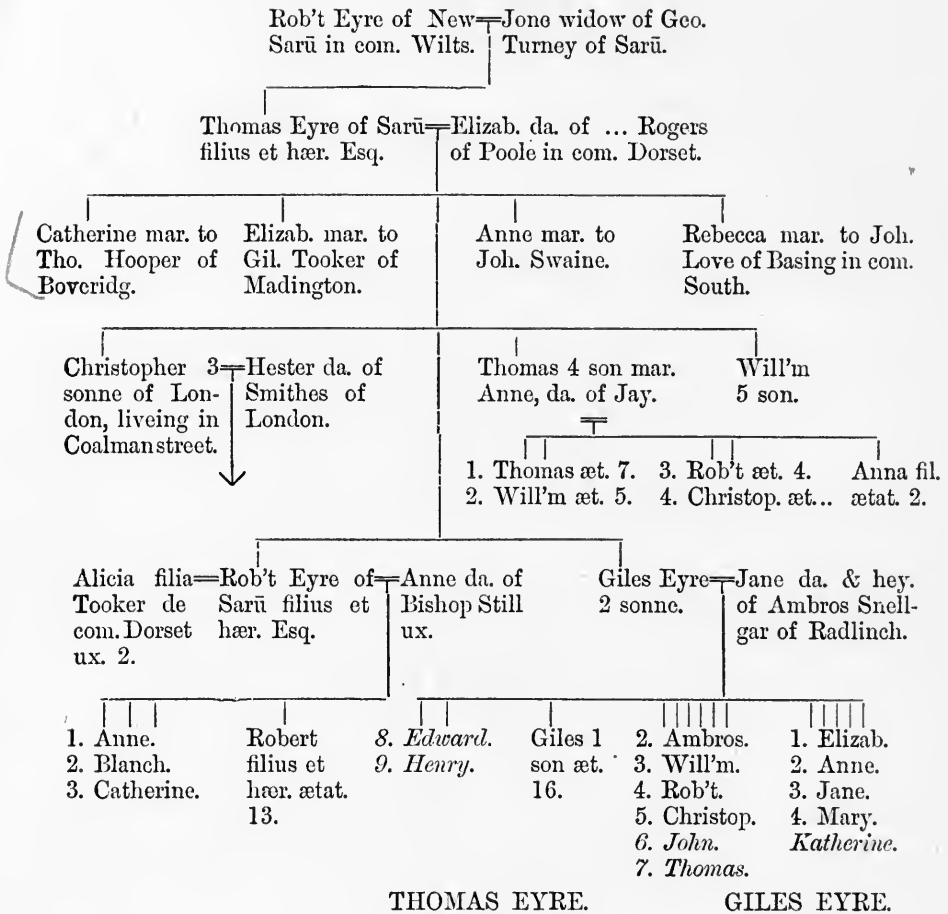 Rob't Eyre of New
Sarū in com. Wilts.
Jone widow of Geo.
Turney of Sarū.
Thomas Eyre of Sarū
filius et hær. Esq.
Elizab. da. of ... Rogers
of Poole in com. Dorset.
Catherine mar. to
Tho. Hooper of
Boveridg.
Elizab. mar. to
Gil. Tooker of
Madington.
Anne mar. to
Joh. Swaine.
Rebecca mar. to Joh.
Love of Basing in com.
South.
Christopher 3
sonne of Lon-
don, liveing in
Coalman street.
Hester da. of
Smithes of
London.
Thomas 4 son mar.
Anne, da. of Jay.
Will'm
5 son.
1. Thomas æt. 7.
2. Will'm æt. 5.
3. Rob't æt. 4.
4. Christop. æt...
Anna fil.
ætat. 2.
Alicia filia
Tooker de
com. Dorset
ux. 2.
Rob't Eyre of
Sarū filius et
hær. Esq.
Anne da. of
Bishop Still
ux.
Giles Eyre
2 sonne.
Jane da. & hey.
of Ambros Snell-
gar of Radlinch.
1. Anne.
2. Blanch.
3. Catherine.
Robert
filius et
hær. ætat.
13.
8. Edward.
9. Henry.
Giles 1
son æt.
16.
2. Ambros.
3. Will'm.
4. Rob't.
5. Christop.
6. John.
7. Thomas.
1. Elizab.
2. Anne.
3. Jane.
4. Mary.
Katherine.
THOMAS EYRE.
GILES EYRE.